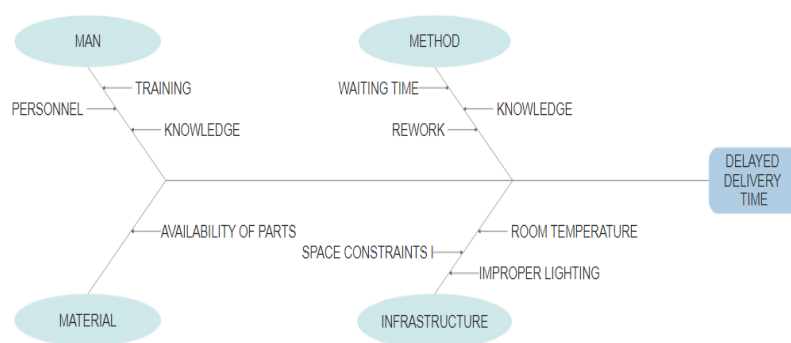 MAN
METHOD
TRAINING
WAITING TIME
PERSONNEL
KNOWLEDGE
KNOWLEDGE
REWORK
DELAYED
DELIVERY
TIME
AVAILABILITY OF PARTS
ROOM TEMPERATURE
SPACE CONSTRAINTS I
IMPROPER LIGHTING
MATERIAL
INFRASTRUCTURE